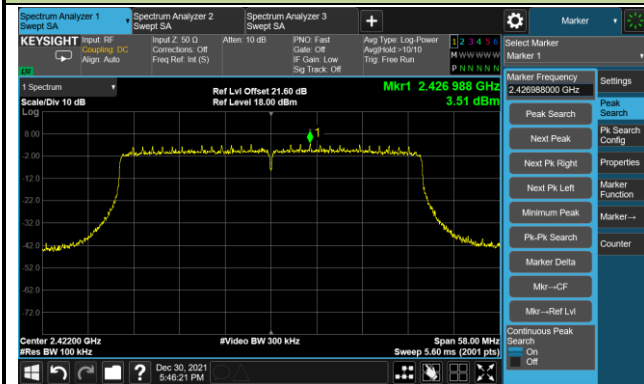 Spectrum Analyzer 1
Swept SA
Spectrum Analyzer 2
Swept SA
Spectrum Analyzer 3
Swept SA
+
Marker
KEYSIGHT
Input: RF
Coupling: DC
Align: Auto
Input Z: 50 Ω
Corrections: Off
Freq Ref: Int (S)
Atten: 10 dB
PNO: Fast
Gate: Off
IF Gain: Low
Sig Track: Off
Avg Type: Log-Power
Avg|Hold:>10/10
Trig: Free Run
1 2 3 4 5 6
M W W W W W
P N N N N N
Select Marker
Marker 1
1 Spectrum
Scale/Div 10 dB
Log
Ref Lvl Offset 21.60 dB
Ref Level 18.00 dBm
Mkr1 2.426 988 GHz
3.51 dBm
1
8.00
-2.00
-12.0
-22.0
-32.0
-42.0
-52.0
-62.0
-72.0
Center 2.42200 GHz
#Res BW 100 kHz
#Video BW 300 kHz
Span 58.00 MHz
Sweep 5.60 ms (2001 pts)
Marker Frequency
2.426988000 GHz
Peak Search
Next Peak
Next Pk Right
Next Pk Left
Minimum Peak
Pk-Pk Search
Marker Delta
Mkr→CF
Mkr→Ref Lvl
Continuous Peak
Search
On
Off
Settings
Peak
Search
Pk Search
Config
Properties
Marker
Function
Marker→
Counter
?
Dec 30, 2021
5:46:21 PM